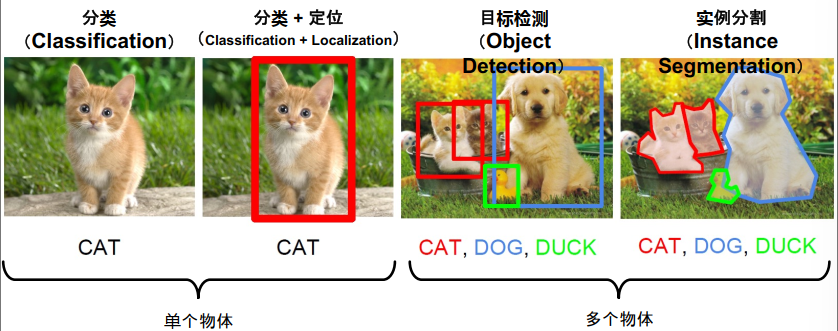 分类
（Classification）
分类 + 定位
（Classification + Localization）
目标检测
（Object
Detection）
实例分割
（Instance
Segmentation）
CAT
CAT
CAT, DOG, DUCK
CAT, DOG, DUCK
单个物体
多个物体